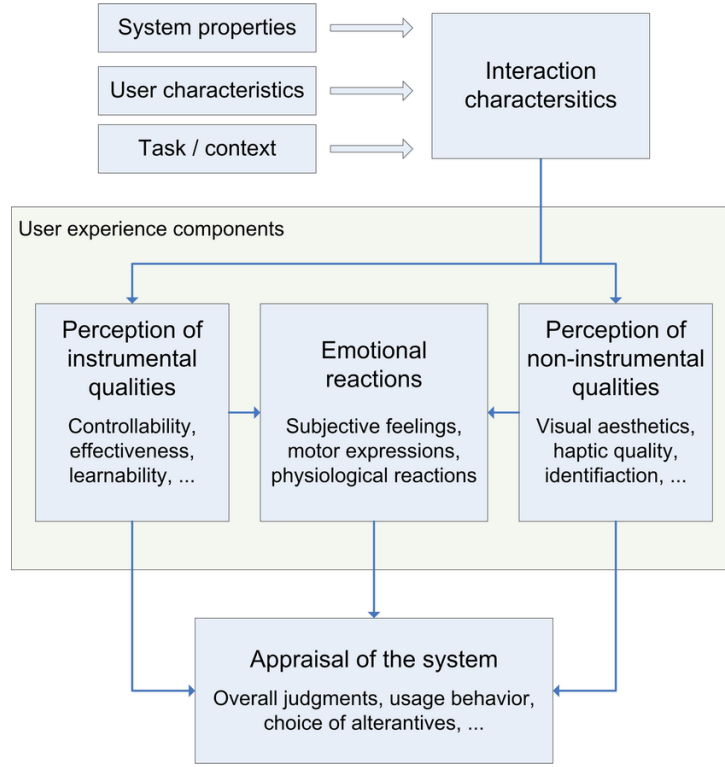 System properties
User characteristics
Task / context
Interaction
charactersitics
User experience components
Perception of
instrumental
qualities
Controllability,
effectiveness,
learnability, ...
Emotional
reactions
Subjective feelings,
motor expressions,
physiological reactions
Perception of
non-instrumental
qualities
Visual aesthetics,
haptic quality,
identifiaction, ...
Appraisal of the system
Overall judgments, usage behavior,
choice of alterantives, ...